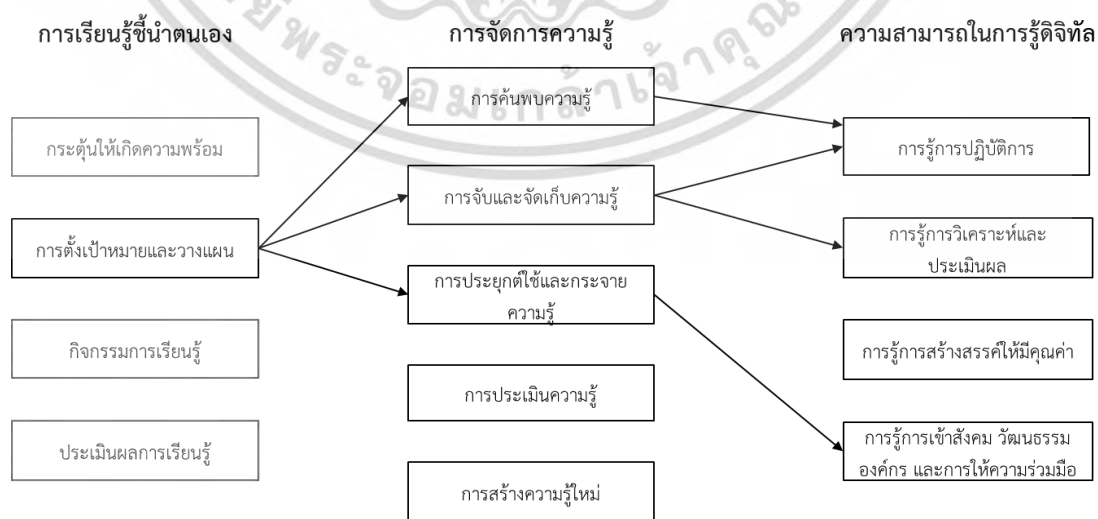 การเรียนรู้ชี้นำตนเอง
กระตุ้นให้เกิดความพร้อม
การตั้งเป้าหมายและวางแผน
กิจกรรมการเรียนรู้
ประเมินผลการเรียนรู้
การจัดการความรู้
การค้นพบความรู้
การจับและจัดเก็บความรู้
การประยุกต์ใช้และกระจาย
ความรู้
การประเมินความรู้
การสร้างความรู้ใหม่
ความสามารถในการรู้ดิจิทัล
การรู้การปฏิบัติการ
การรู้การวิเคราะห์และ
ประเมินผล
การรู้การสร้างสรรค์ให้มีคุณค่า
การรู้การเข้าสังคม วัฒนธรรม
องค์กร และการให้ความร่วมมือ
พระจอมเกล้าเจ้าคุณ